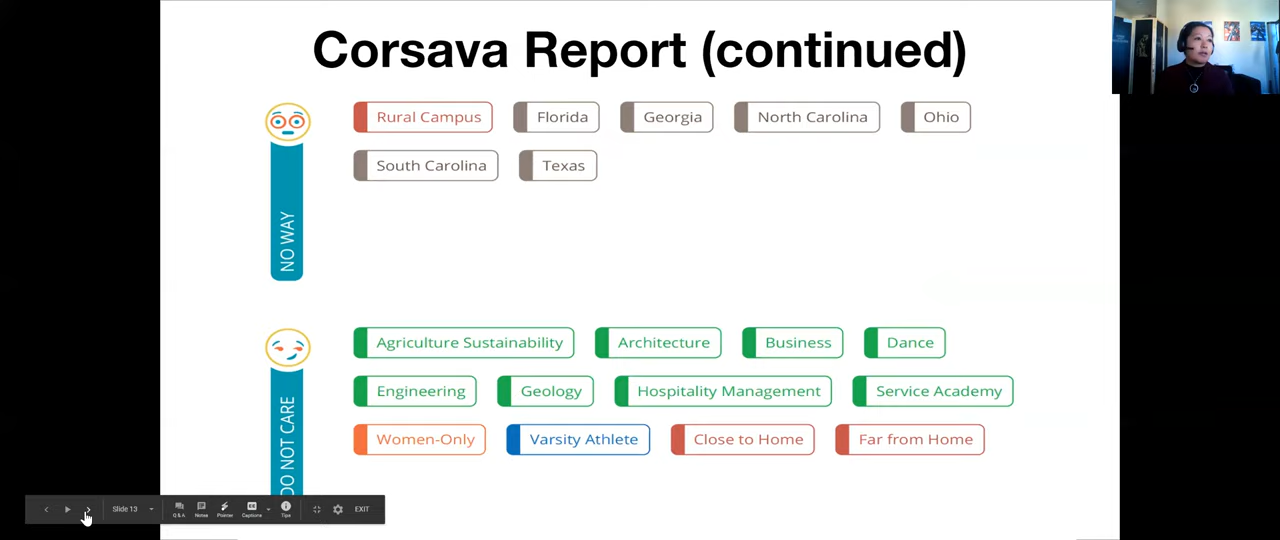 Corsava Report (continued)
NO WAY
Rural Campus Florida Georgia North Carolina Ohio
South Carolina Texas
DO NOT CARE
Agriculture Sustainability Architecture Business Dance
Engineering Geology Hospitality Management Service Academy
Women-Only Varsity Athlete Close to Home Far from Home
Slide 13 Q & A Notes Pointer Captions Tips EXIT